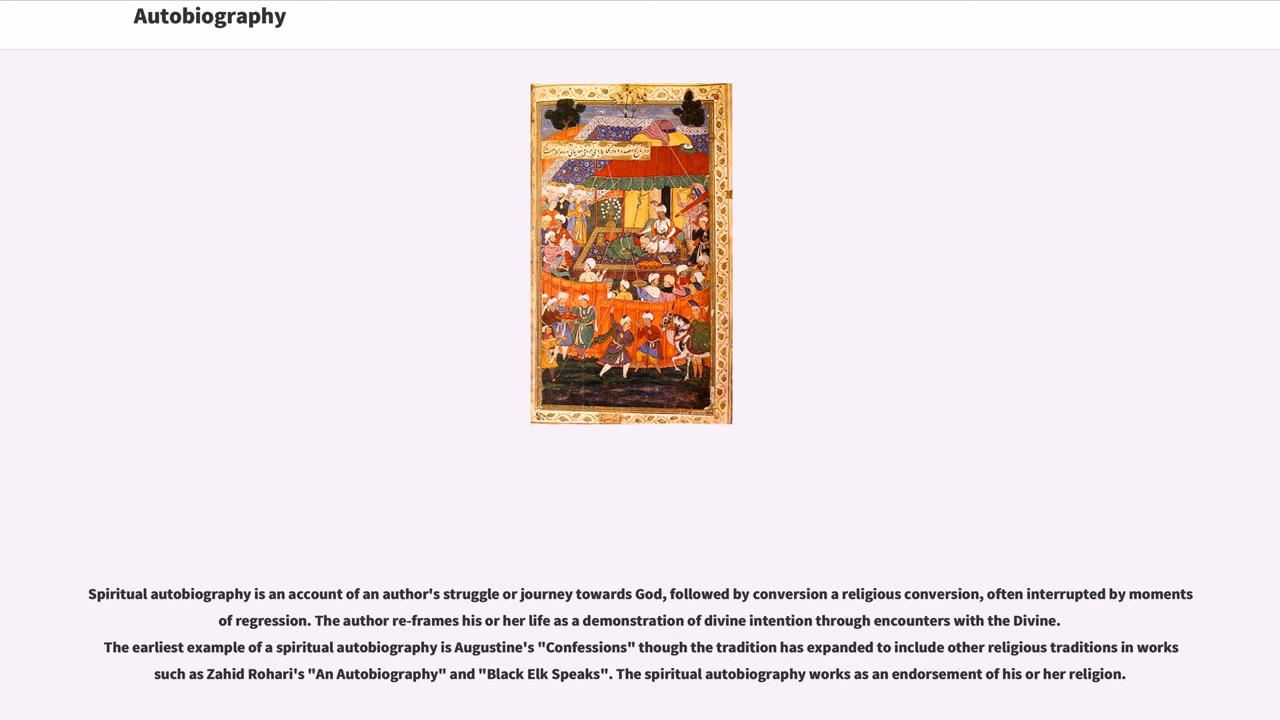 Autobiography
Spiritual autobiography is an account of an author's struggle or journey towards God, followed by conversion a religious conversion, often interrupted by moments
of regression. The author re-frames his or her life as a demonstration of divine intention through encounters with the Divine.
The earliest example of a spiritual autobiography is Augustine's "Confessions" though the tradition has expanded to include other religious traditions in works
such as Zahid Rohari's "An Autobiography" and "Black Elk Speaks". The spiritual autobiography works as an endorsement of his or her religion.